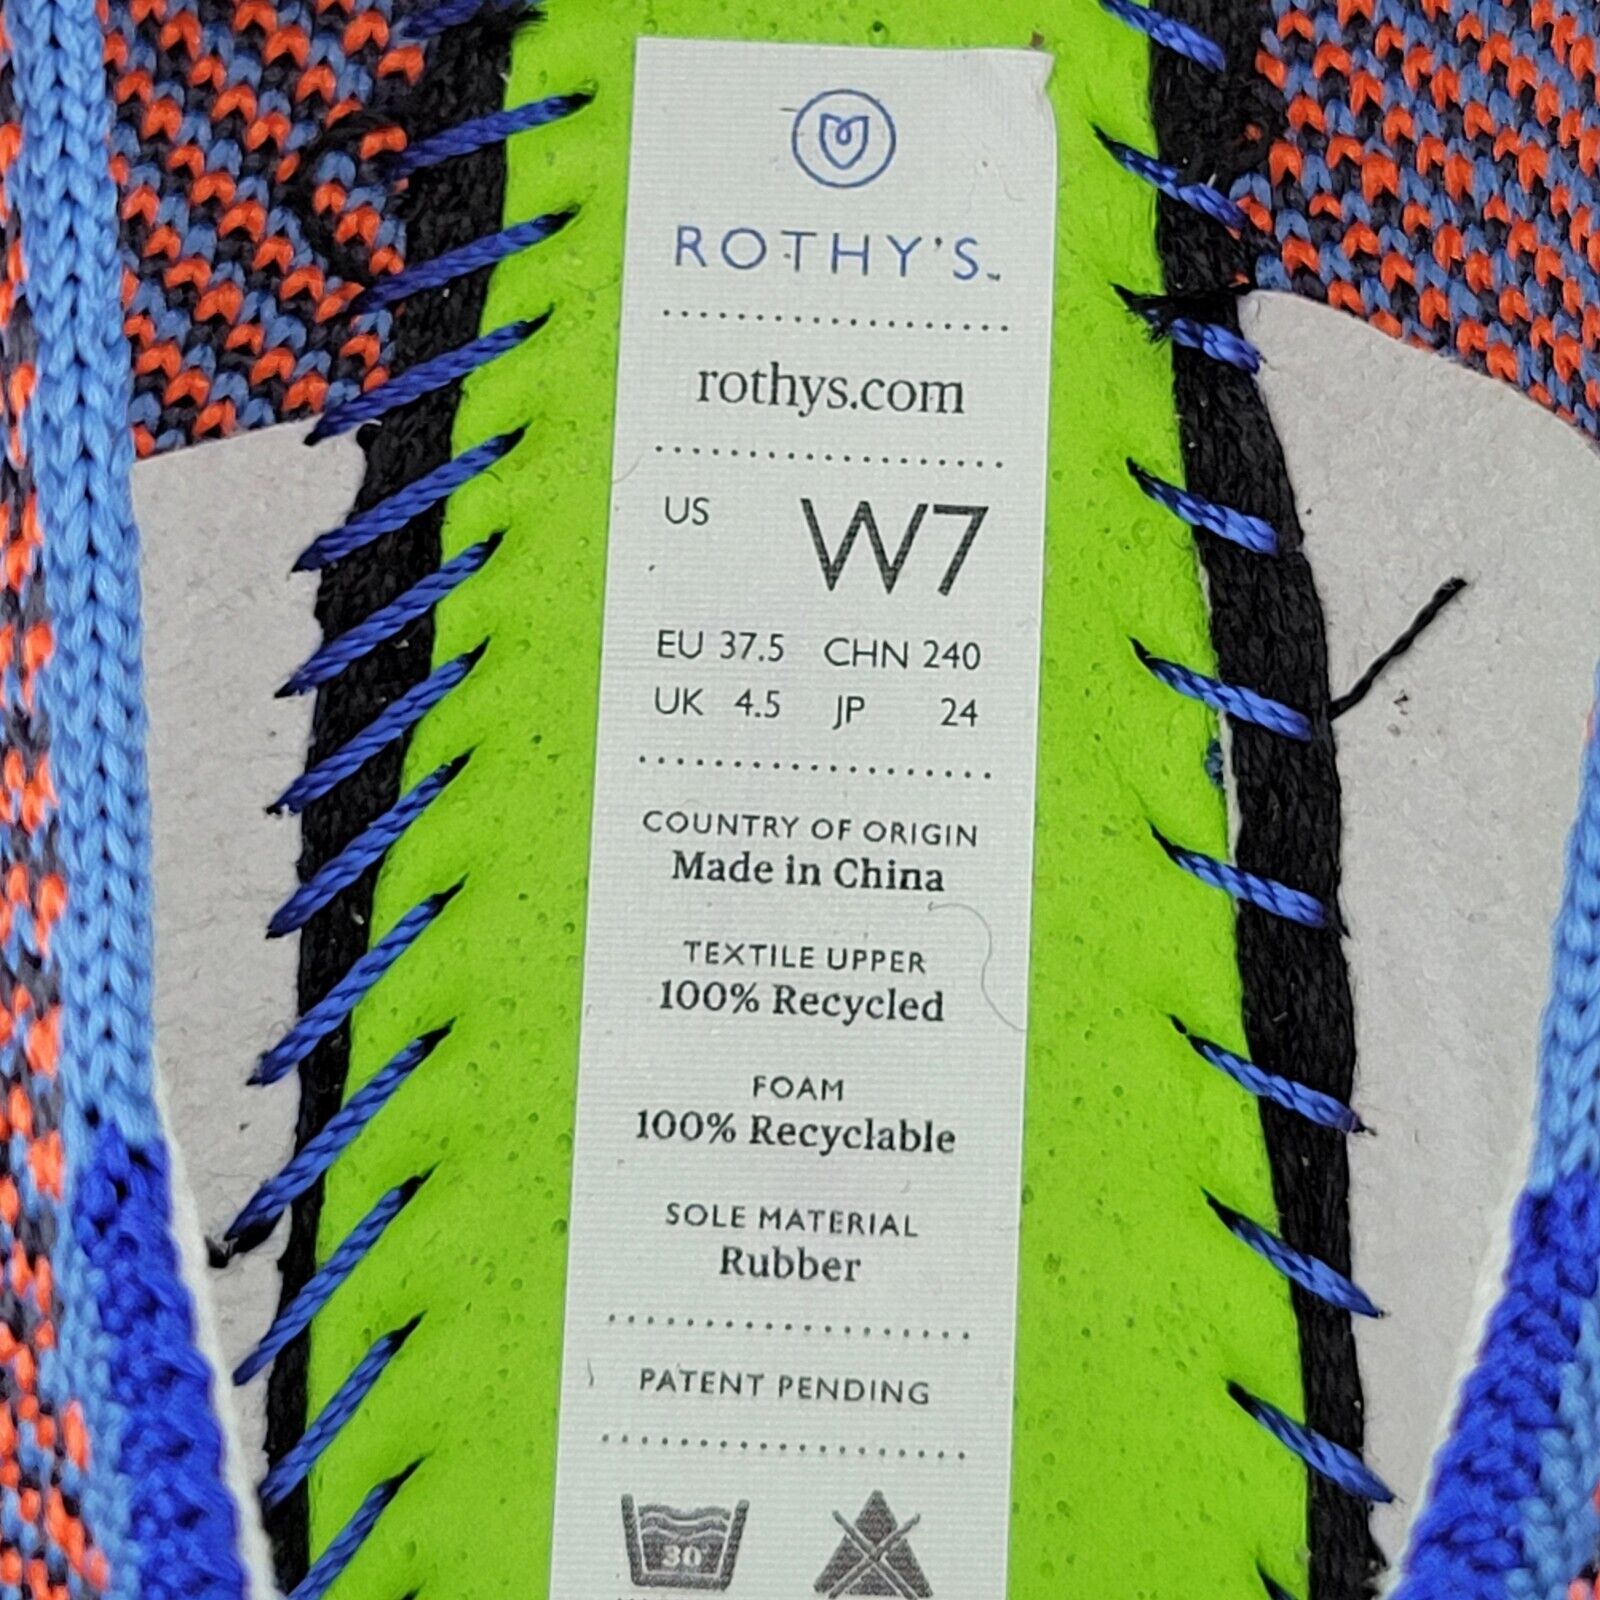 ROTHY'S
rothys.com
US W7
EU 37.5 CHN 240
UK 4.5 JP 24
COUNTRY OF ORIGIN
Made in China
TEXTILE UPPER
100% Recycled
FOAM
100% Recyclable
SOLE MATERIAL
Rubber
PATENT PENDING
30